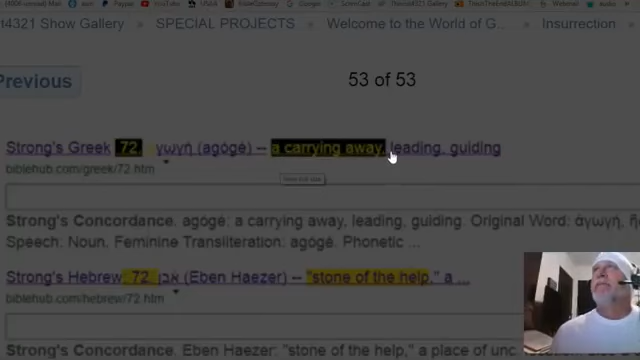 t4321 Show Gallery SPECIAL PROJECTS Welcome to the World of G... Insurrection
Previous
53 of 53
Strong's Greek 72. γωγή (agógé) -- a carrying away, leading, guiding
biblehub.com/greek/72.htm
Strong's Concordance. agógé: a carrying away, leading, guiding. Original Word: ἀγωγή, ῆ
Speech: Noun, Feminine Transliteration: agógé. Phonetic ...
Strong's Hebrew 72 אבן (Eben Haezer) -- "stone of the help," a ...
biblehub.com/hebrew/72.htm
Strong's Concordance. Eben Haezer: "stone of the help," a place of unc